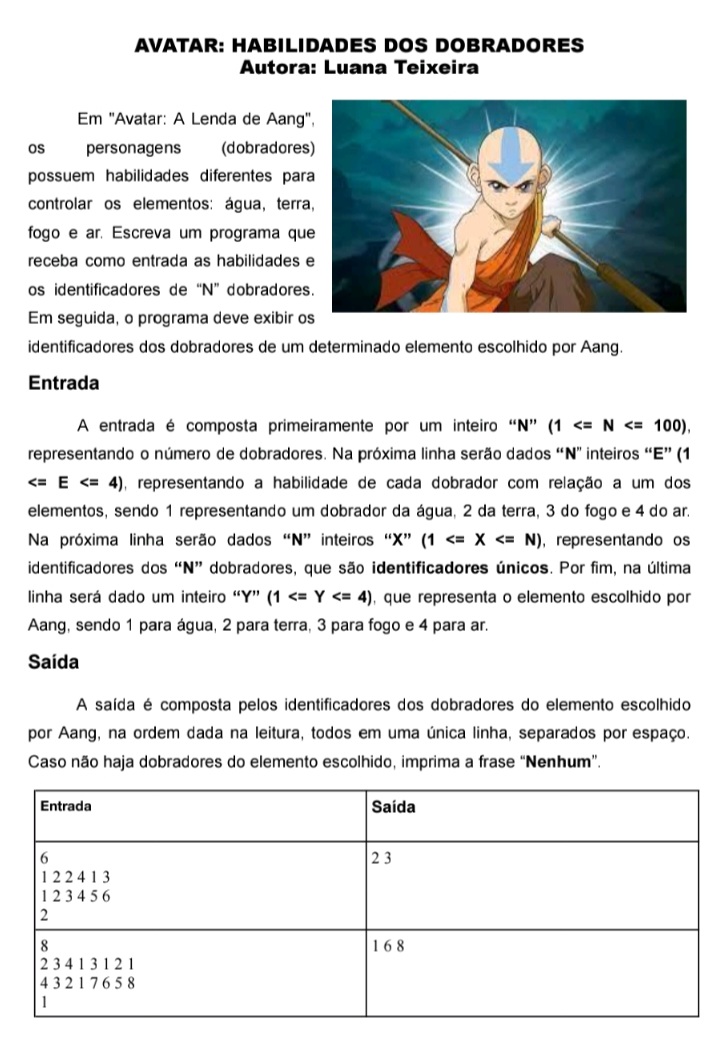 AVATAR: HABILIDADES DOS DOBRADORES
Autora: Luana Teixeira
Em "Avatar: A Lenda de Aang",
os personagens (dobradores)
possuem habilidades diferentes para
controlar os elementos: água, terra,
fogo e ar. Escreva um programa que
receba como entrada as habilidades e
os identificadores de “N” dobradores.
Em seguida, o programa deve exibir os
identificadores dos dobradores de um determinado elemento escolhido por Aang.
Entrada
A entrada é composta primeiramente por um inteiro “N” (1 <= N <= 100),
representando o número de dobradores. Na próxima linha serão dados “N” inteiros “E” (1
<= E <= 4), representando a habilidade de cada dobrador com relação a um dos
elementos, sendo 1 representando um dobrador da água, 2 da terra, 3 do fogo e 4 do ar.
Na próxima linha serão dados “N” inteiros “X” (1 <= X <= N), representando os
identificadores dos “N” dobradores, que são identificadores únicos. Por fim, na última
linha será dado um inteiro “Y” (1 <= Y <= 4), que representa o elemento escolhido por
Aang, sendo 1 para água, 2 para terra, 3 para fogo e 4 para ar.
Saída
A saída é composta pelos identificadores dos dobradores do elemento escolhido
por Aang, na ordem dada na leitura, todos em uma única linha, separados por espaço.
Caso não haja dobradores do elemento escolhido, imprima a frase “Nenhum”.
Entrada Saída
6 2 3
1 2 2 4 1 3
1 2 3 4 5 6
2
8 1 6 8
2 3 4 1 3 1 2 1
4 3 2 1 7 6 5 8
1